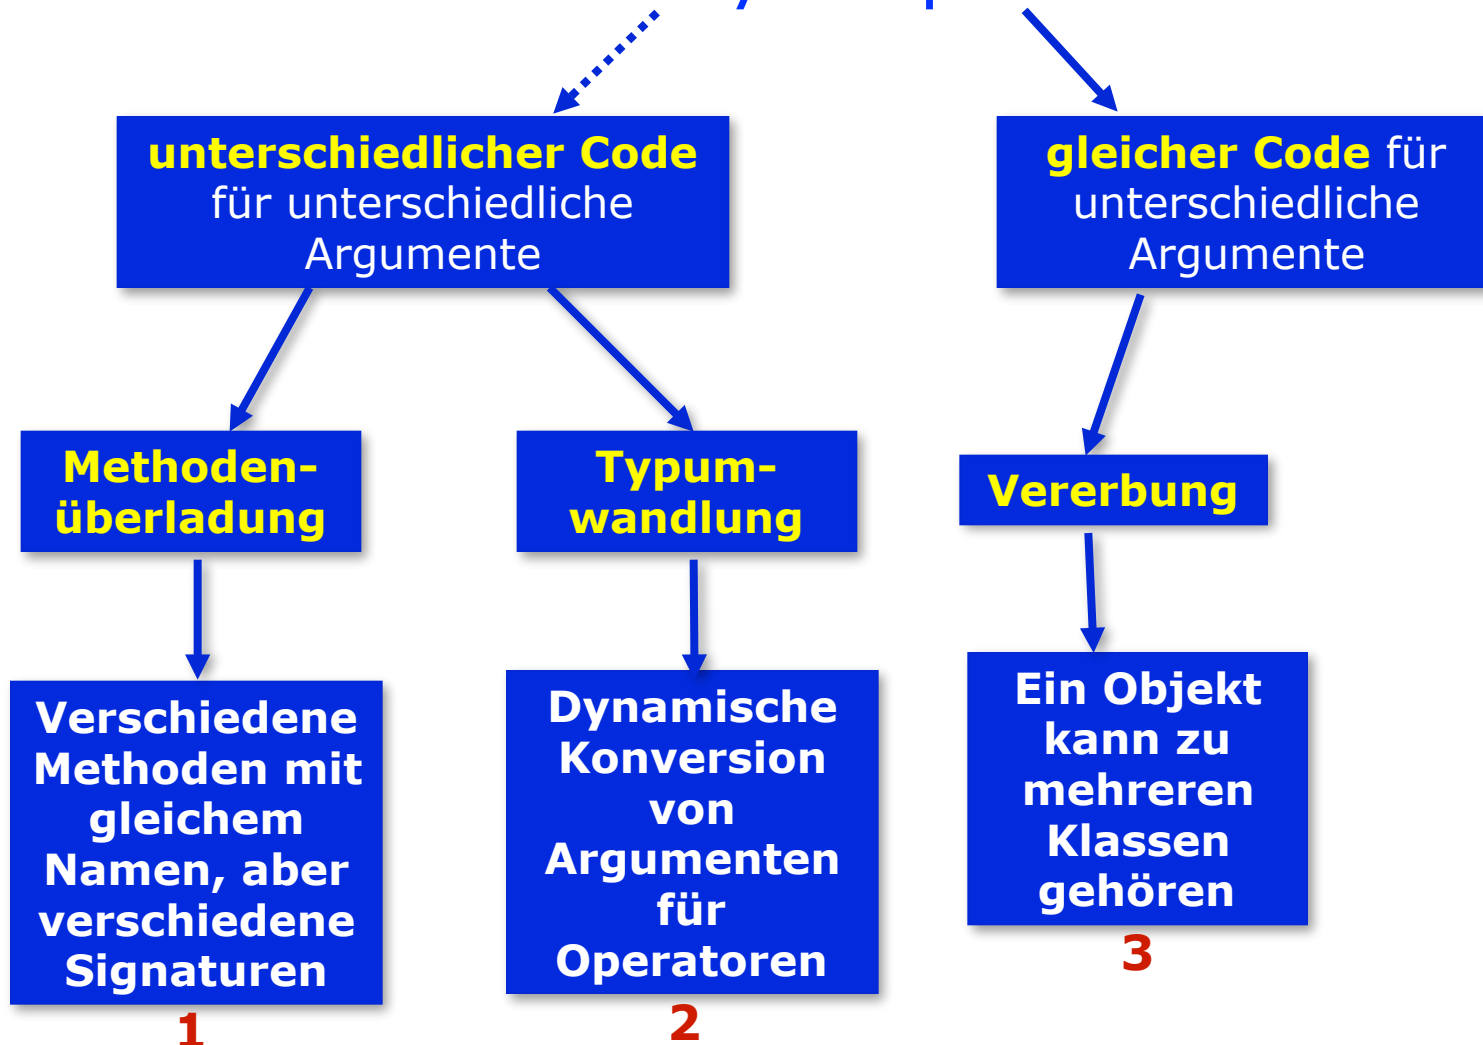 unterschiedlicher Code
für unterschiedliche
Argumente
gleicher Code für
unterschiedliche
Argumente
Methoden-
überladung
Typum-
wandlung
Vererbung
Verschiedene
Methoden mit
gleichem
Namen, aber
verschiedene
Signaturen
1
Dynamische
Konversion
von
Argumenten
für
Operatoren
2
Ein Objekt
kann zu
mehreren
Klassen
gehören
3